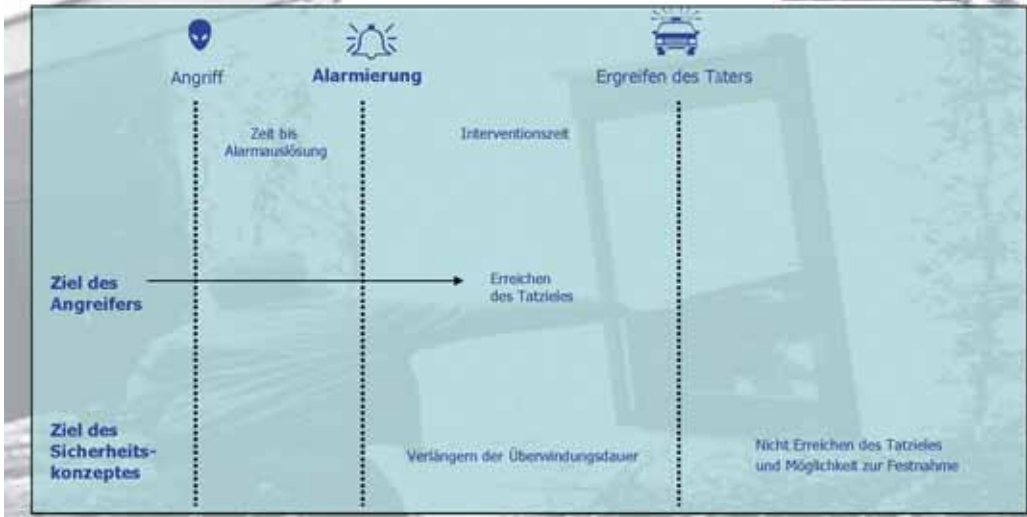 Angriff
Alarmierung
Ergreifen des Täters
Zeit bis
Alarmauslösung
Interventionszeit
Ziel des
Angreifers
Erreichen
des Tatzieles
Ziel des
Sicherheits-
konzeptes
Verlängern der Überwindungsdauer
Nicht Erreichen des Tatzieles
und Möglichkeit zur Festnahme